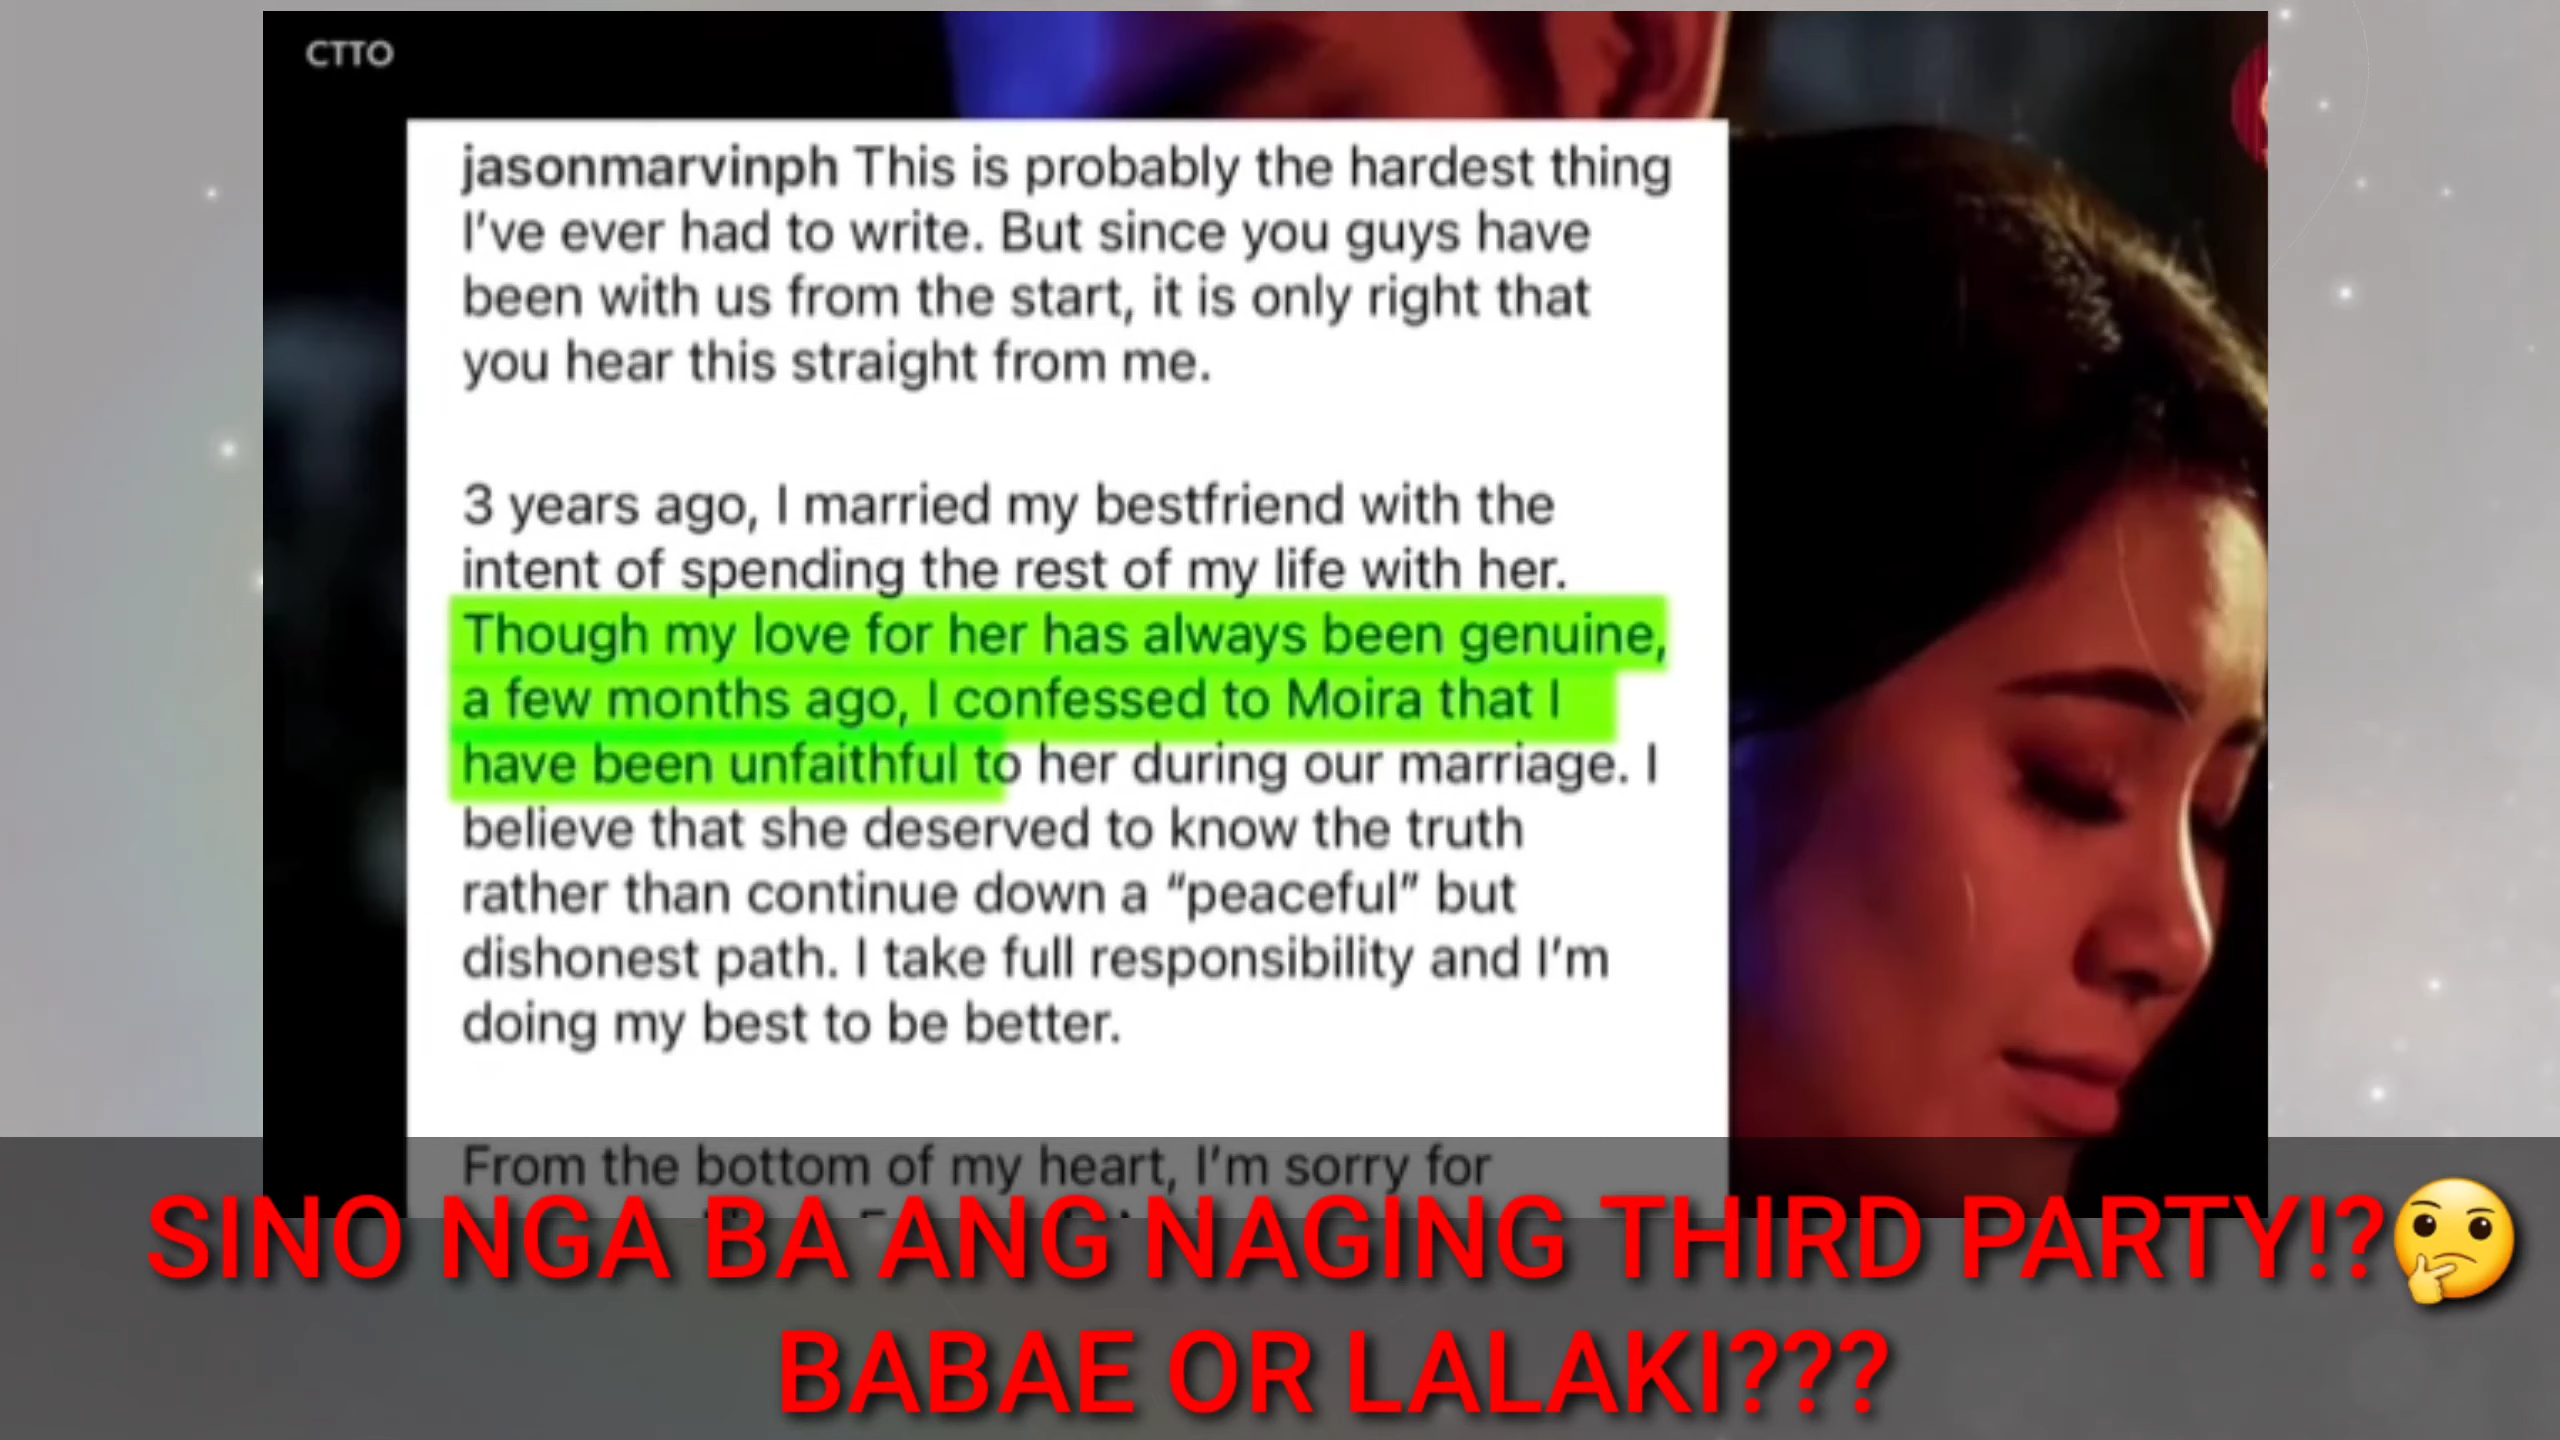 CTTO
jasonmarvinph This is probably the hardest thing
I've ever had to write. But since you guys have
been with us from the start, it is only right that
you hear this straight from me.
3 years ago, I married my bestfriend with the
intent of spending the rest of my life with her.
Though my love for her has always been genuine,
a few months ago, I confessed to Moira that I
have been unfaithful to her during our marriage. I
believe that she deserved to know the truth
rather than continue down a “peaceful” but
dishonest path. I take full responsibility and I'm
doing my best to be better.
From the bottom of my heart, I'm sorry for
SINO NGA BA ANG NAGING THIRD PARTY!?🤔
BABAE OR LALAKI???